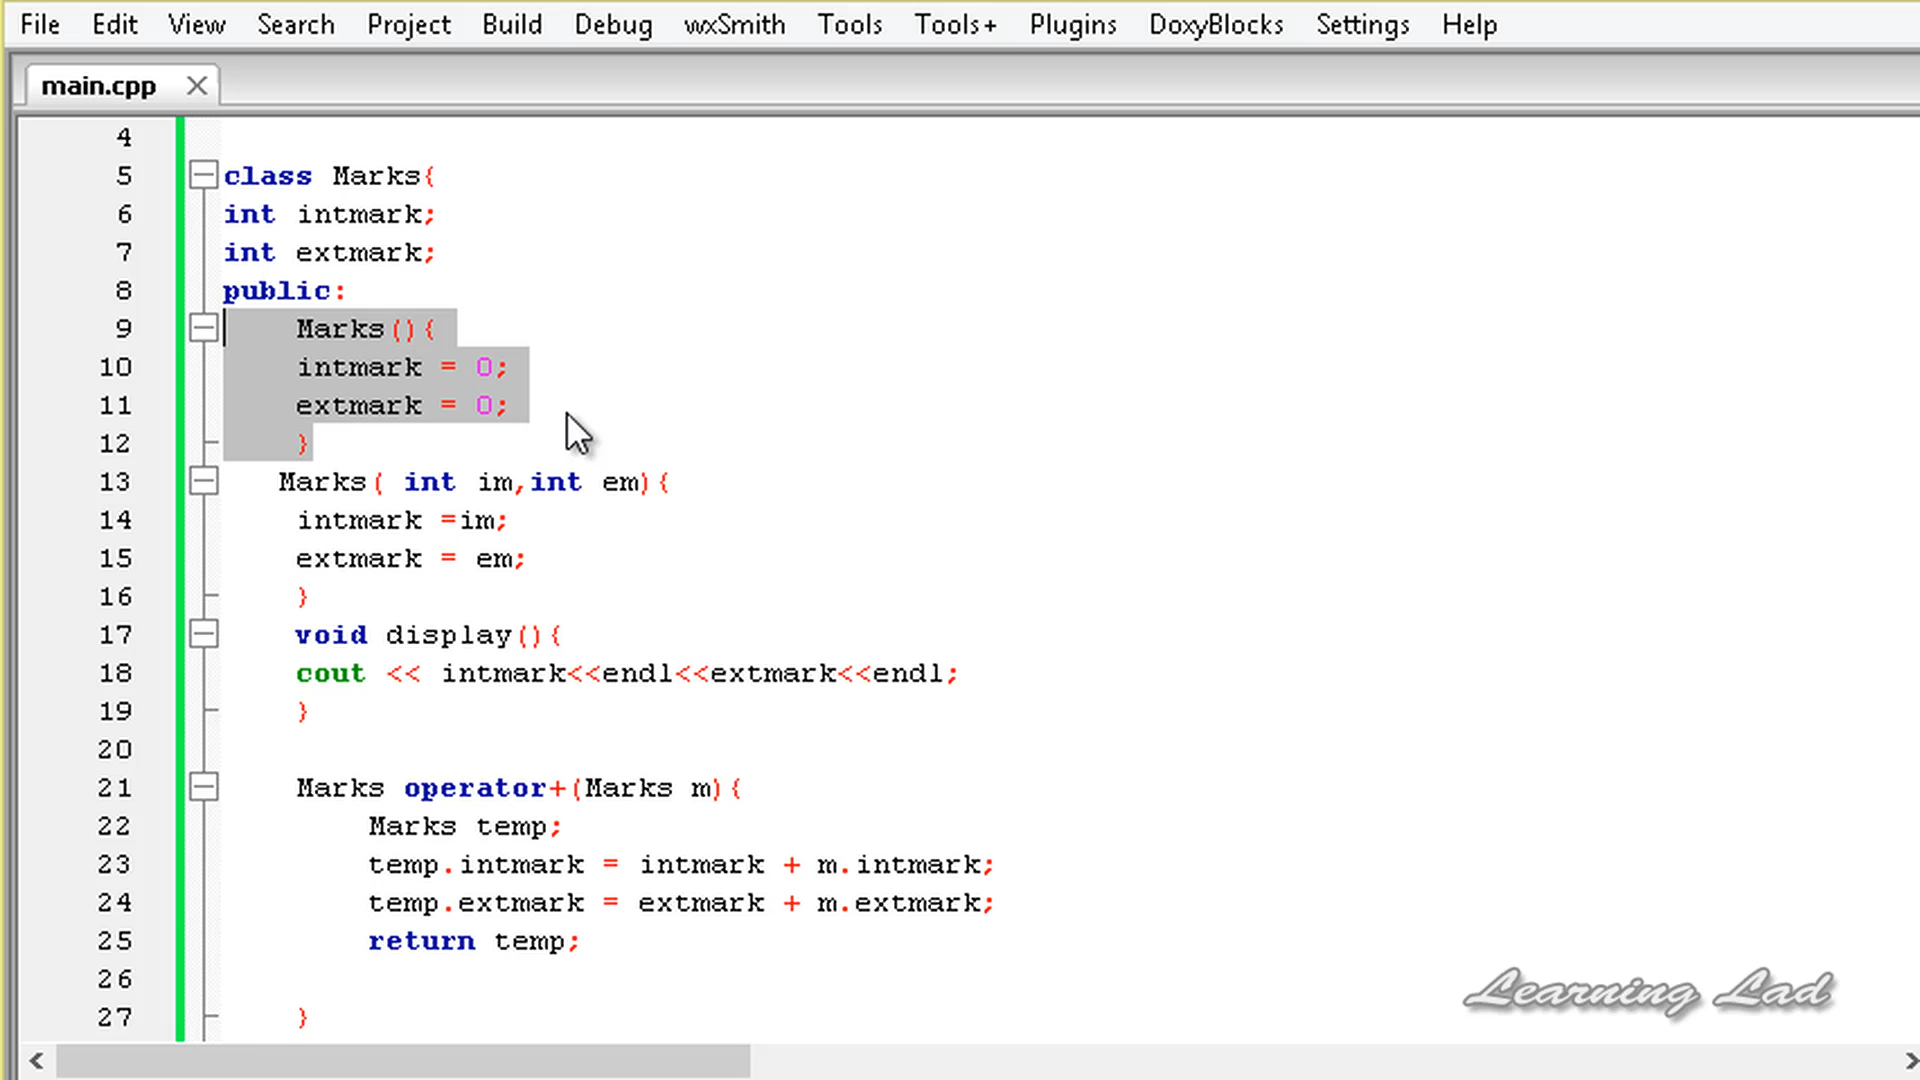 File Edit View Search Project Build Debug wxSmith Tools Tools+ Plugins DoxyBlocks Settings Help
main.cpp
4
5 class Marks{
6 int intmark;
7 int extmark;
8 public:
9 Marks(){
10 intmark = 0;
11 extmark = 0;
12 }
13 Marks( int im,int em){
14 intmark =im;
15 extmark = em;
16 }
17 void display(){
18 cout << intmark<<endl<<extmark<<endl;
19 }
20
21 Marks operator+(Marks m){
22 Marks temp;
23 temp.intmark = intmark + m.intmark;
24 temp.extmark = extmark + m.extmark;
25 return temp;
26
27 }
Learning Lad